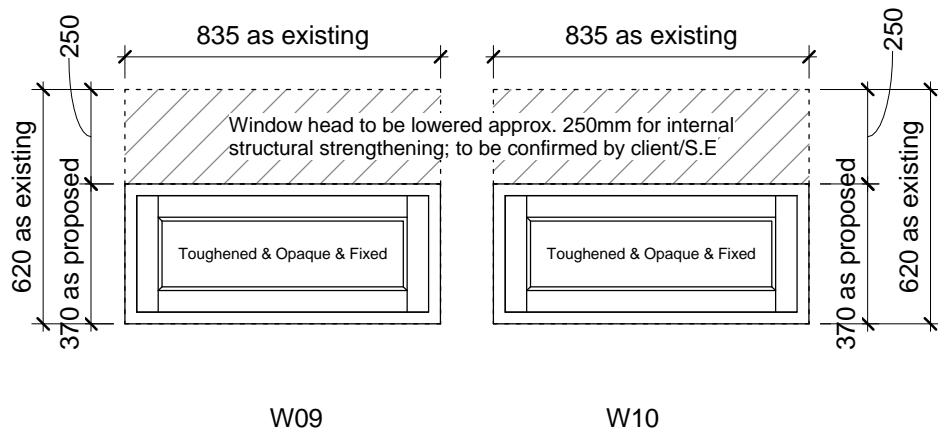 835 as existing
835 as existing
250
250
Window head to be lowered approx. 250mm for internal
structural strengthening; to be confirmed by client/S.E
620 as existing
370 as proposed
Toughened & Opaque & Fixed
Toughened & Opaque & Fixed
370 as proposed
620 as existing
W09
W10